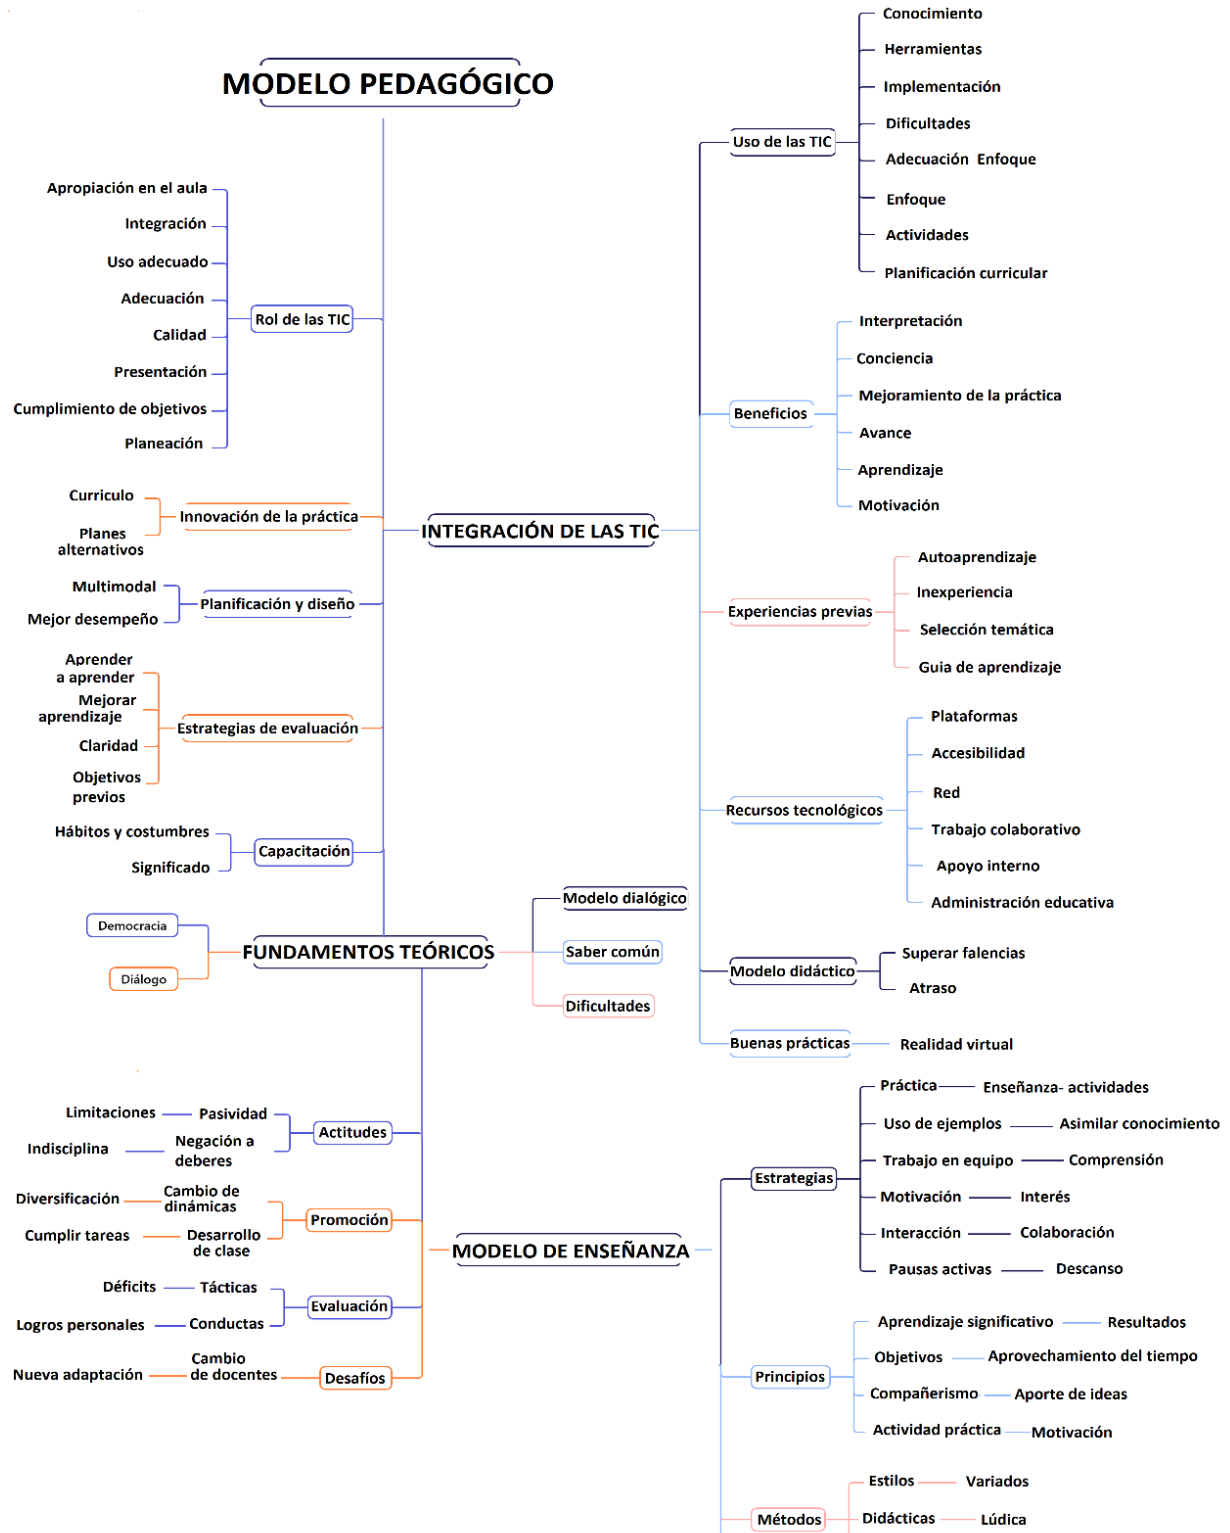 MODELO PEDAGÓGICO
Apropiación en el aula
Integración
Uso adecuado
Adecuación
Calidad
Presentación
Cumplimiento de objetivos
Planeación
Rol de las TIC
Curriculo
Planes
alternativos
Innovación de la práctica
Multimodal
Mejor desempeño
Planificación y diseño
Aprender
a aprender
Mejorar
aprendizaje
Claridad
Objetivos
previos
Estrategias de evaluación
Hábitos y costumbres
Significado
Capacitación
INTEGRACIÓN DE LAS TIC
Uso de las TIC
Conocimiento
Herramientas
Implementación
Dificultades
Adecuación Enfoque
Enfoque
Actividades
Planificación curricular
Beneficios
Interpretación
Conciencia
Mejoramiento de la práctica
Avance
Aprendizaje
Motivación
Experiencias previas
Autoaprendizaje
Inexperiencia
Selección temática
Guia de aprendizaje
Recursos tecnológicos
Plataformas
Accesibilidad
Red
Trabajo colaborativo
Apoyo interno
Administración educativa
Modelo didáctico
Superar falencias
Atraso
Buenas prácticas
Realidad virtual
Democracia
Diálogo
FUNDAMENTOS TEÓRICOS
Modelo dialógico
Saber común
Dificultades
Limitaciones
Pasividad
Indisciplina
Negación a
deberes
Actitudes
Diversificación
Cambio de
dinámicas
Cumplir tareas
Desarrollo
de clase
Promoción
Déficits
Tácticas
Logros personales
Conductas
Evaluación
Nueva adaptación
Cambio
de docentes
Desafíos
MODELO DE ENSEÑANZA
Estrategias
Práctica
Enseñanza- actividades
Uso de ejemplos
Asimilar conocimiento
Trabajo en equipo
Comprensión
Motivación
Interés
Interacción
Colaboración
Pausas activas
Descanso
Principios
Aprendizaje significativo
Resultados
Objetivos
Aprovechamiento del tiempo
Compañerismo
Aporte de ideas
Actividad práctica
Motivación
Métodos
Estilos
Variados
Didácticas
Lúdica